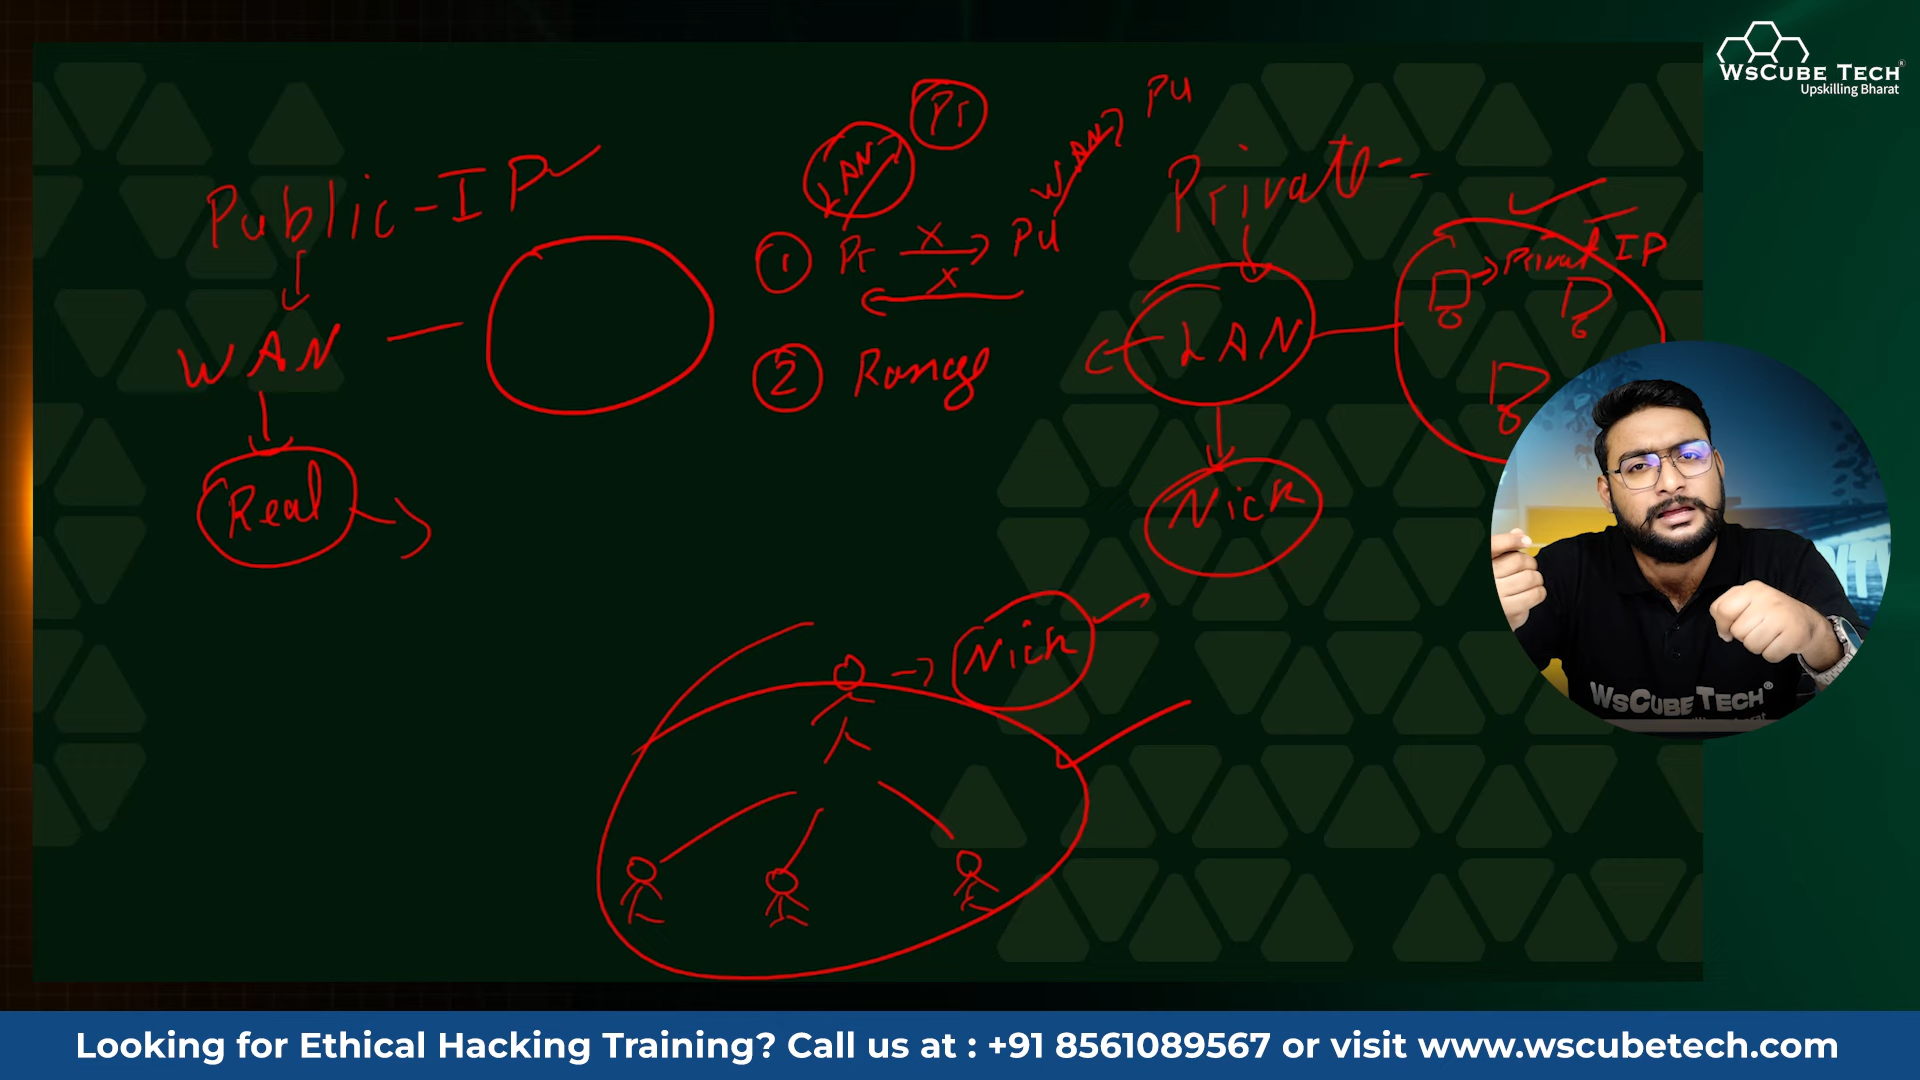 WSCUBE TECH®
Upskilling Bharat
Public-IP
WAN
Real
LAN
Pr
WAN
PU
① Pr X PU
X
② Range
Private
Private IP
LAN
Nick
Nick
WSCUBE TECH®
Looking for Ethical Hacking Training? Call us at : +91 8561089567 or visit www.wscubetech.com